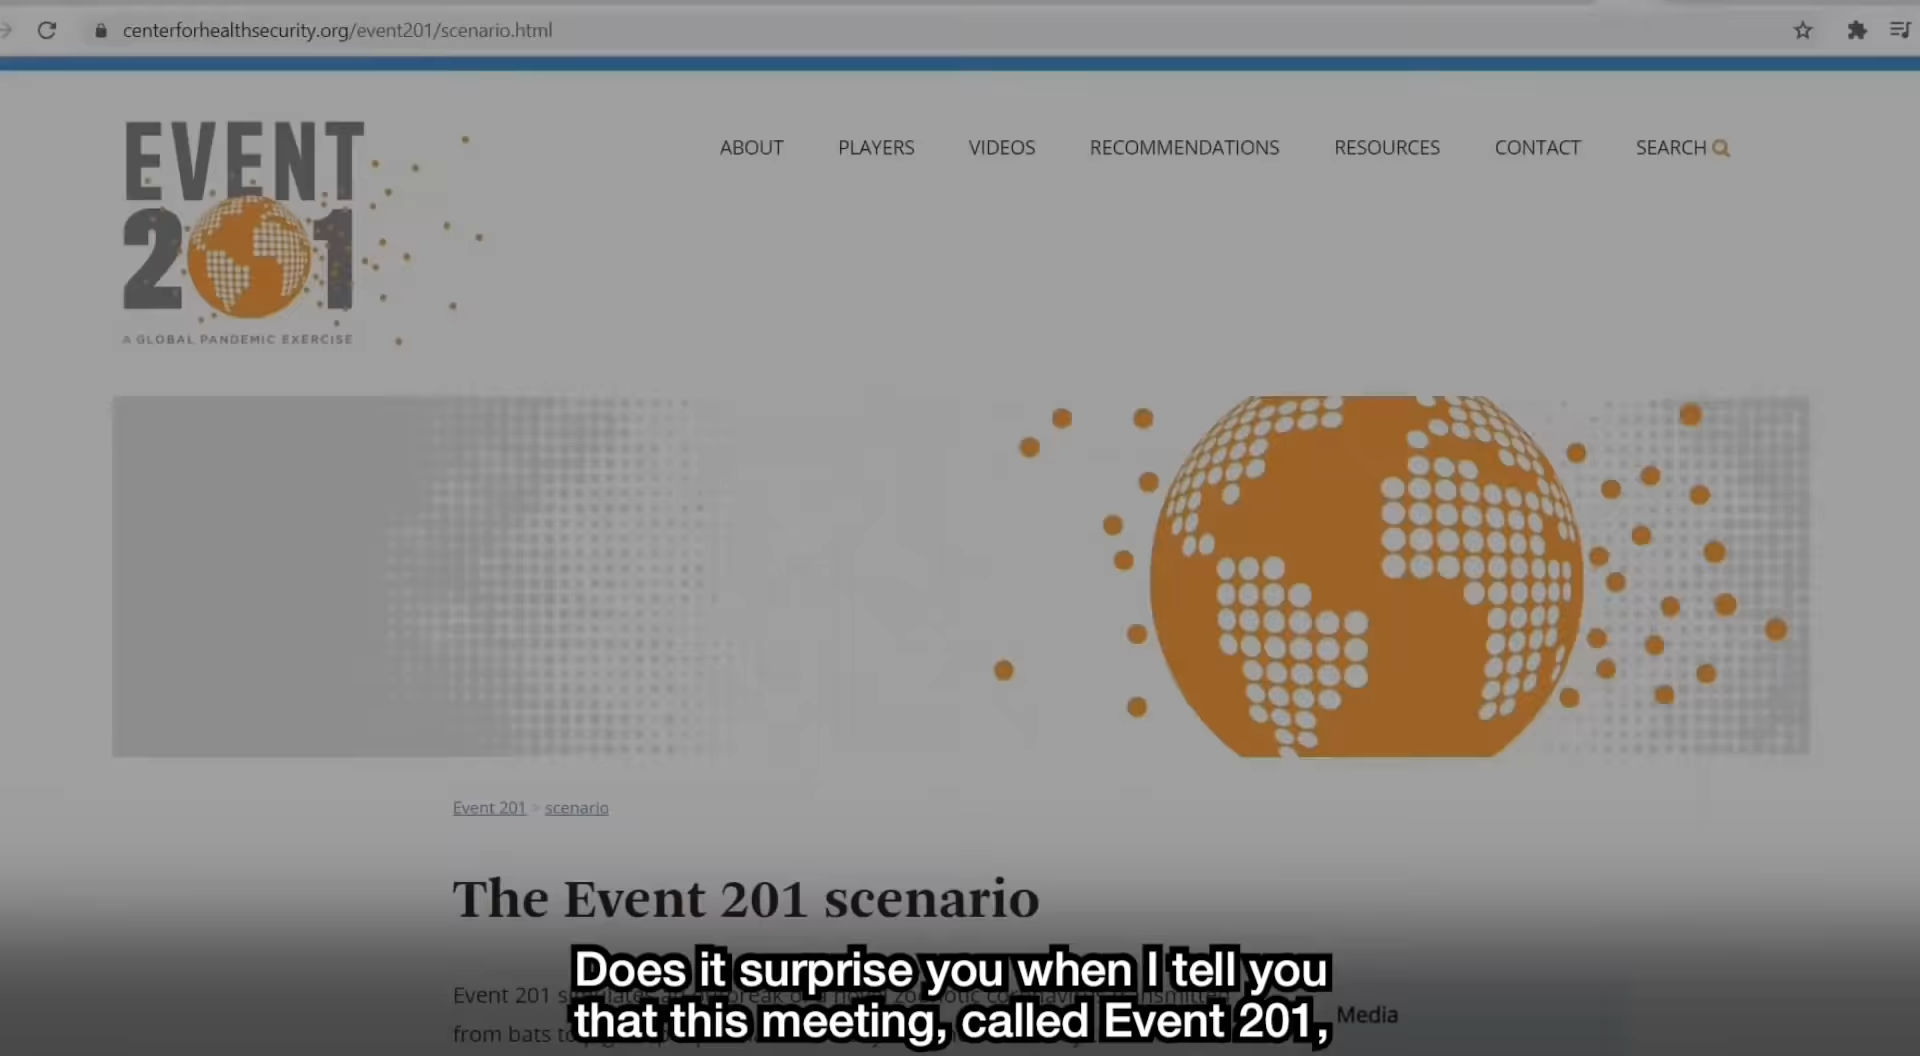 centerforhealthsecurity.org/event201/scenario.html
EVENT
201
A GLOBAL PANDEMIC EXERCISE
ABOUT PLAYERS VIDEOS RECOMMENDATIONS RESOURCES CONTACT SEARCH
Event 201 > scenario
The Event 201 scenario
Event 201
from bats to
Media
Does it surprise you when I tell you
that this meeting, called Event 201,